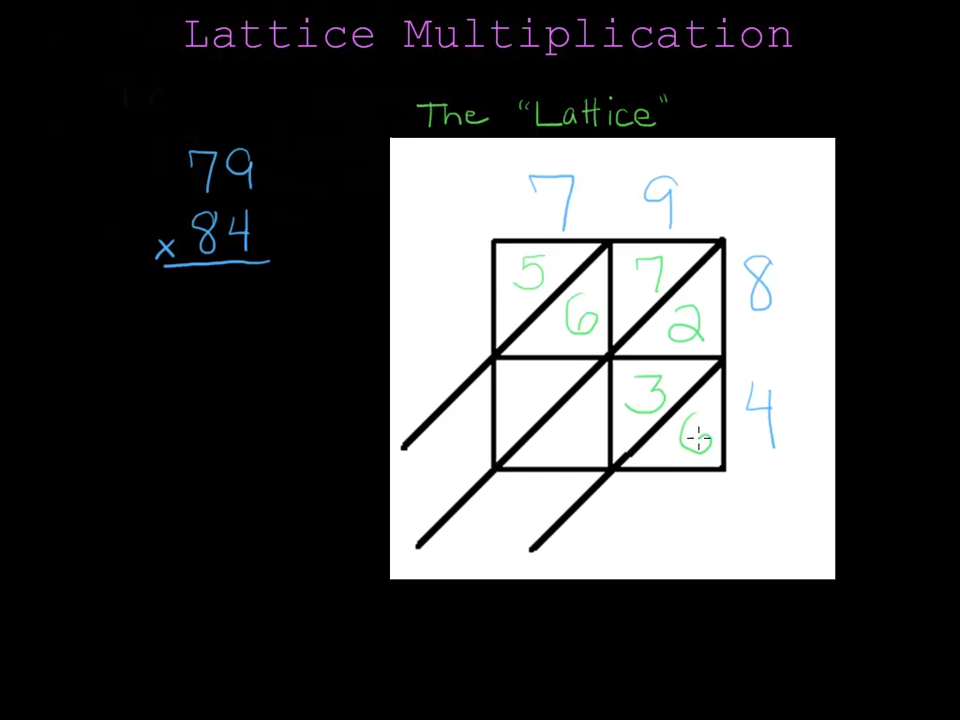 Lattice Multiplication
The "Lattice"
79
x 84
7 9
5 7 8
6 2
3 4
6